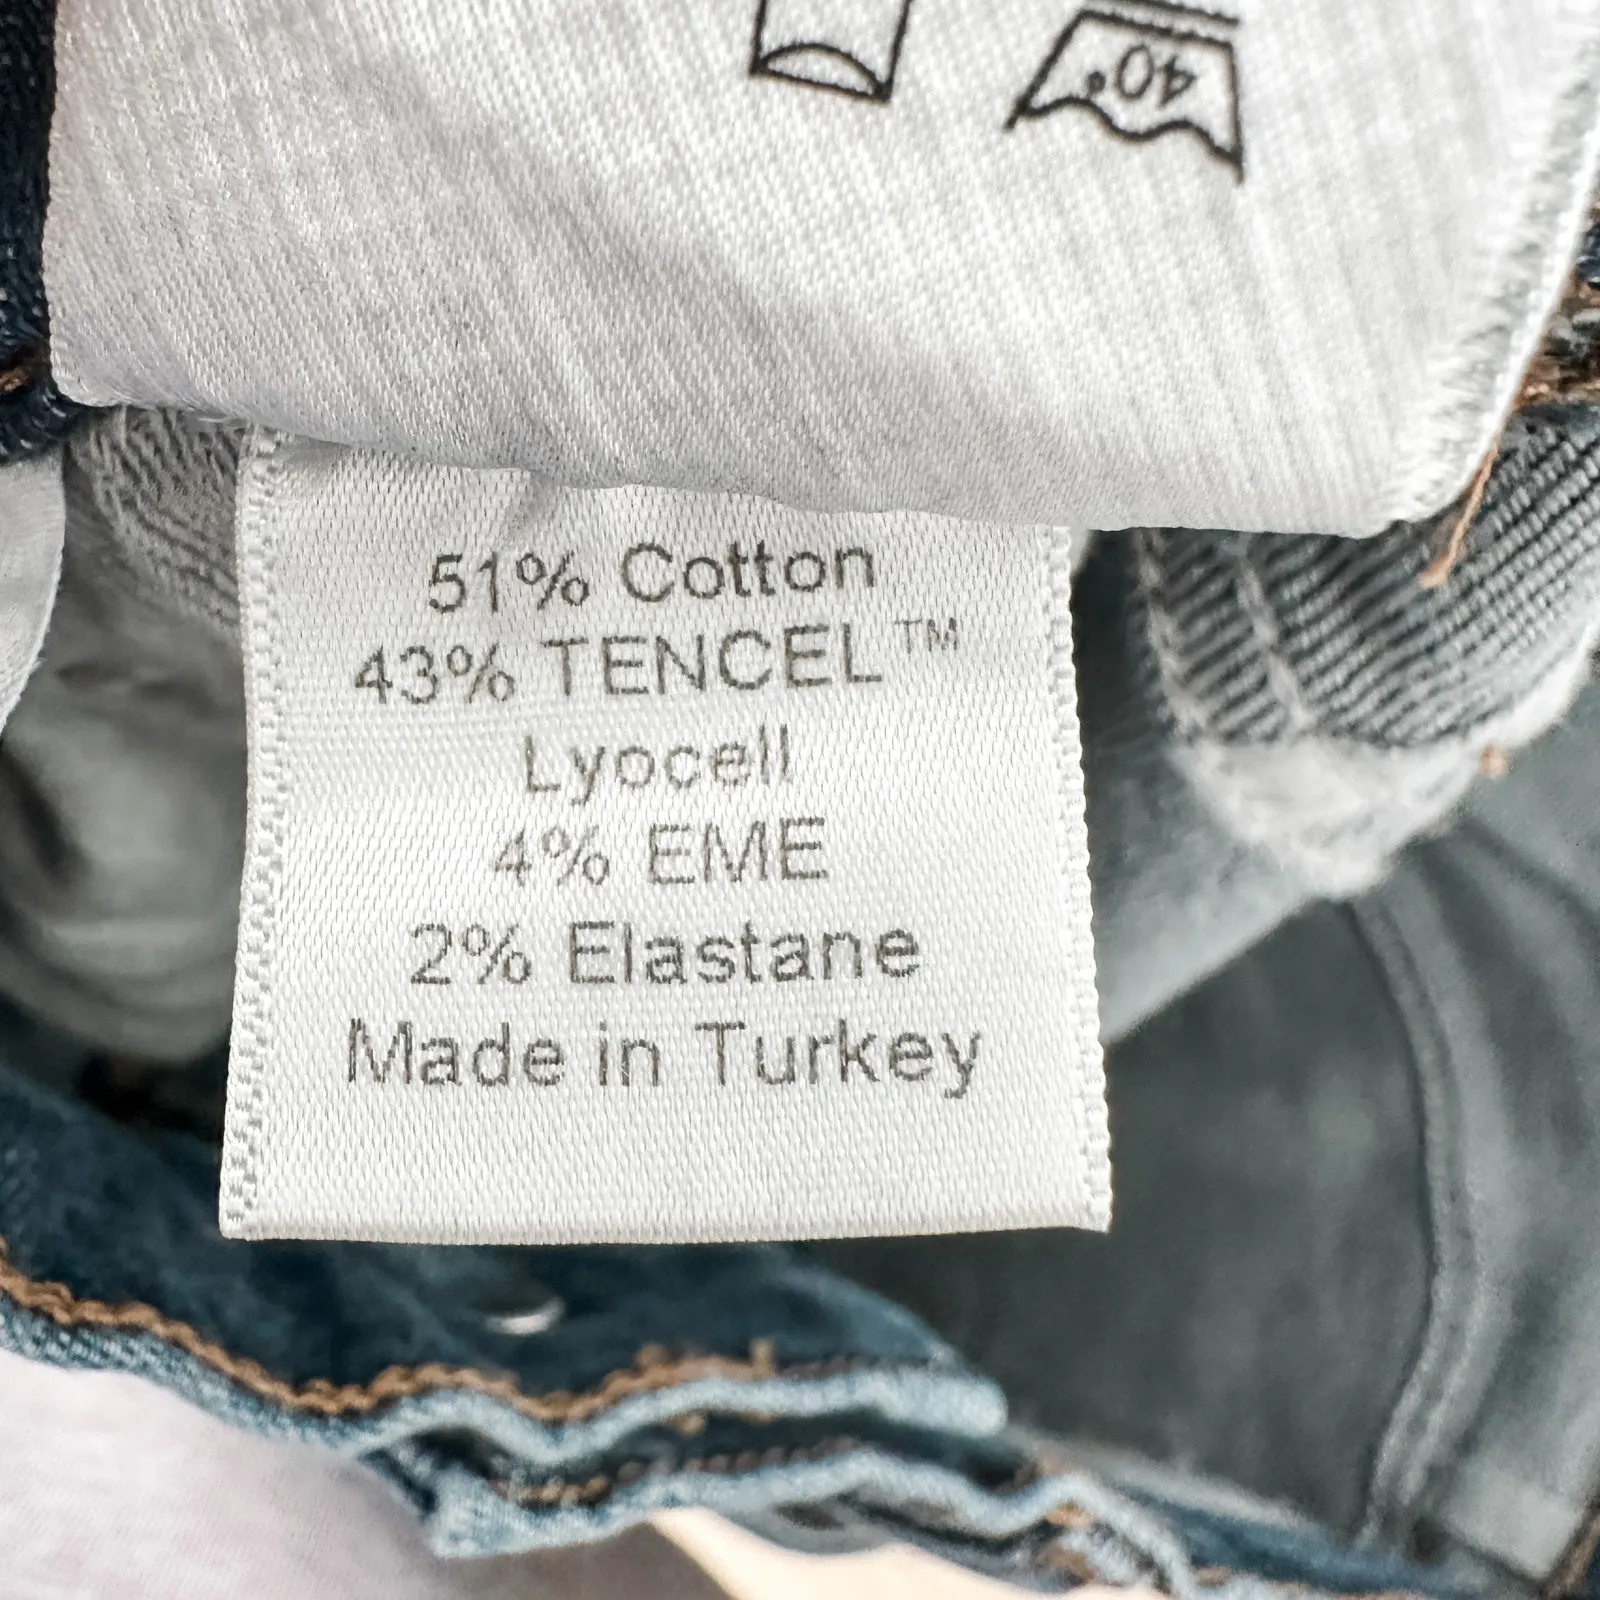 40°
51% Cotton
43% TENCEL™
Lyocell
4% EME
2% Elastane
Made in Turkey